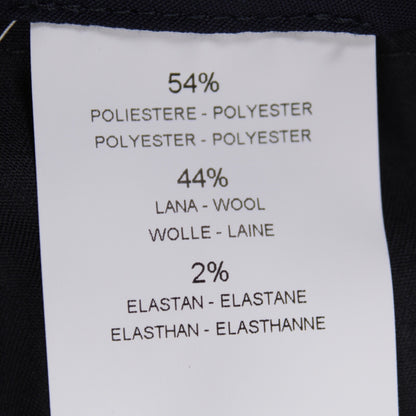 54%
POLIESTERE - POLYESTER
POLYESTER - POLYESTER
44%
LANA - WOOL
WOLLE - LAINE
2%
ELASTAN - ELASTANE
ELASTHAN - ELASTHANNE